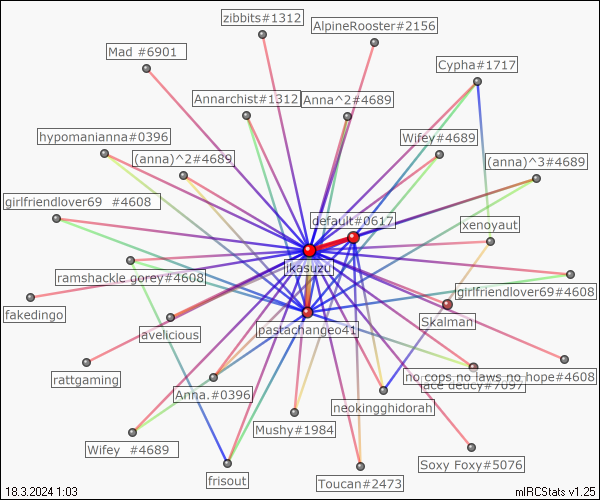 zibbits#1312
AlpineRooster#2156
Mad #6901
Cypha#1717
Annarchist#1312
Anna^2#4689
hypomanianna#0396
Wifey#4689
(anna)^2#4689
(anna)^3#4689
girlfriendlover69 #4608
default#0617
xenoyaut
jkasuzu
ramshackle gorey#4608
girlfriendlover69#4608
fakedingo
Skalman
avelicious
pastachangeo41
rattgaming
no cops no laws no hope#4608
ace deucy#7097
Anna.#0396
neokingghidorah
Mushy#1984
Wifey #4689
Soxy Foxy#5076
frisout
Toucan#2473
18.3.2024 1:03
mIRCStats v1.25